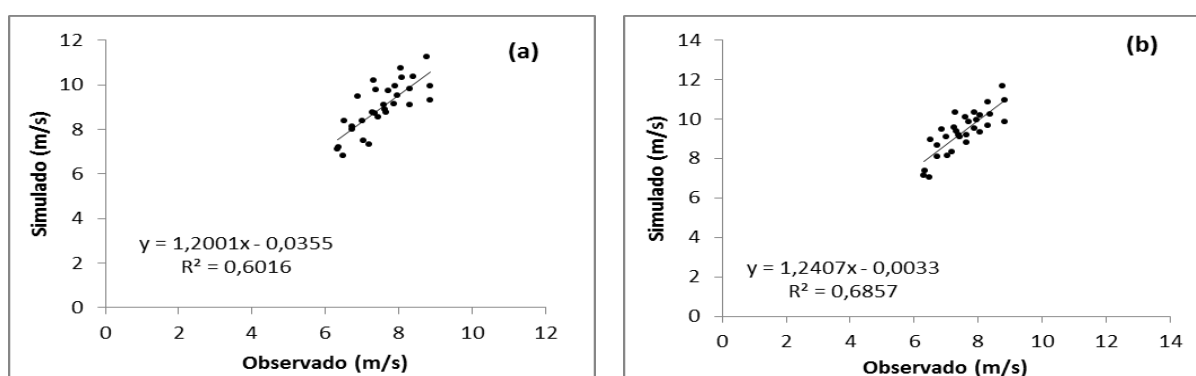 (a)
Simulado (m/s)
12
10
8
6
4
2
0
y = 1,2001x - 0,0355
R² = 0,6016
0 2 4 6 8 10 12
Observado (m/s)
(b)
Simulado (m/s)
14
12
10
8
6
4
2
0
y = 1,2407x - 0,0033
R² = 0,6857
0 2 4 6 8 10 12 14
Observado (m/s)